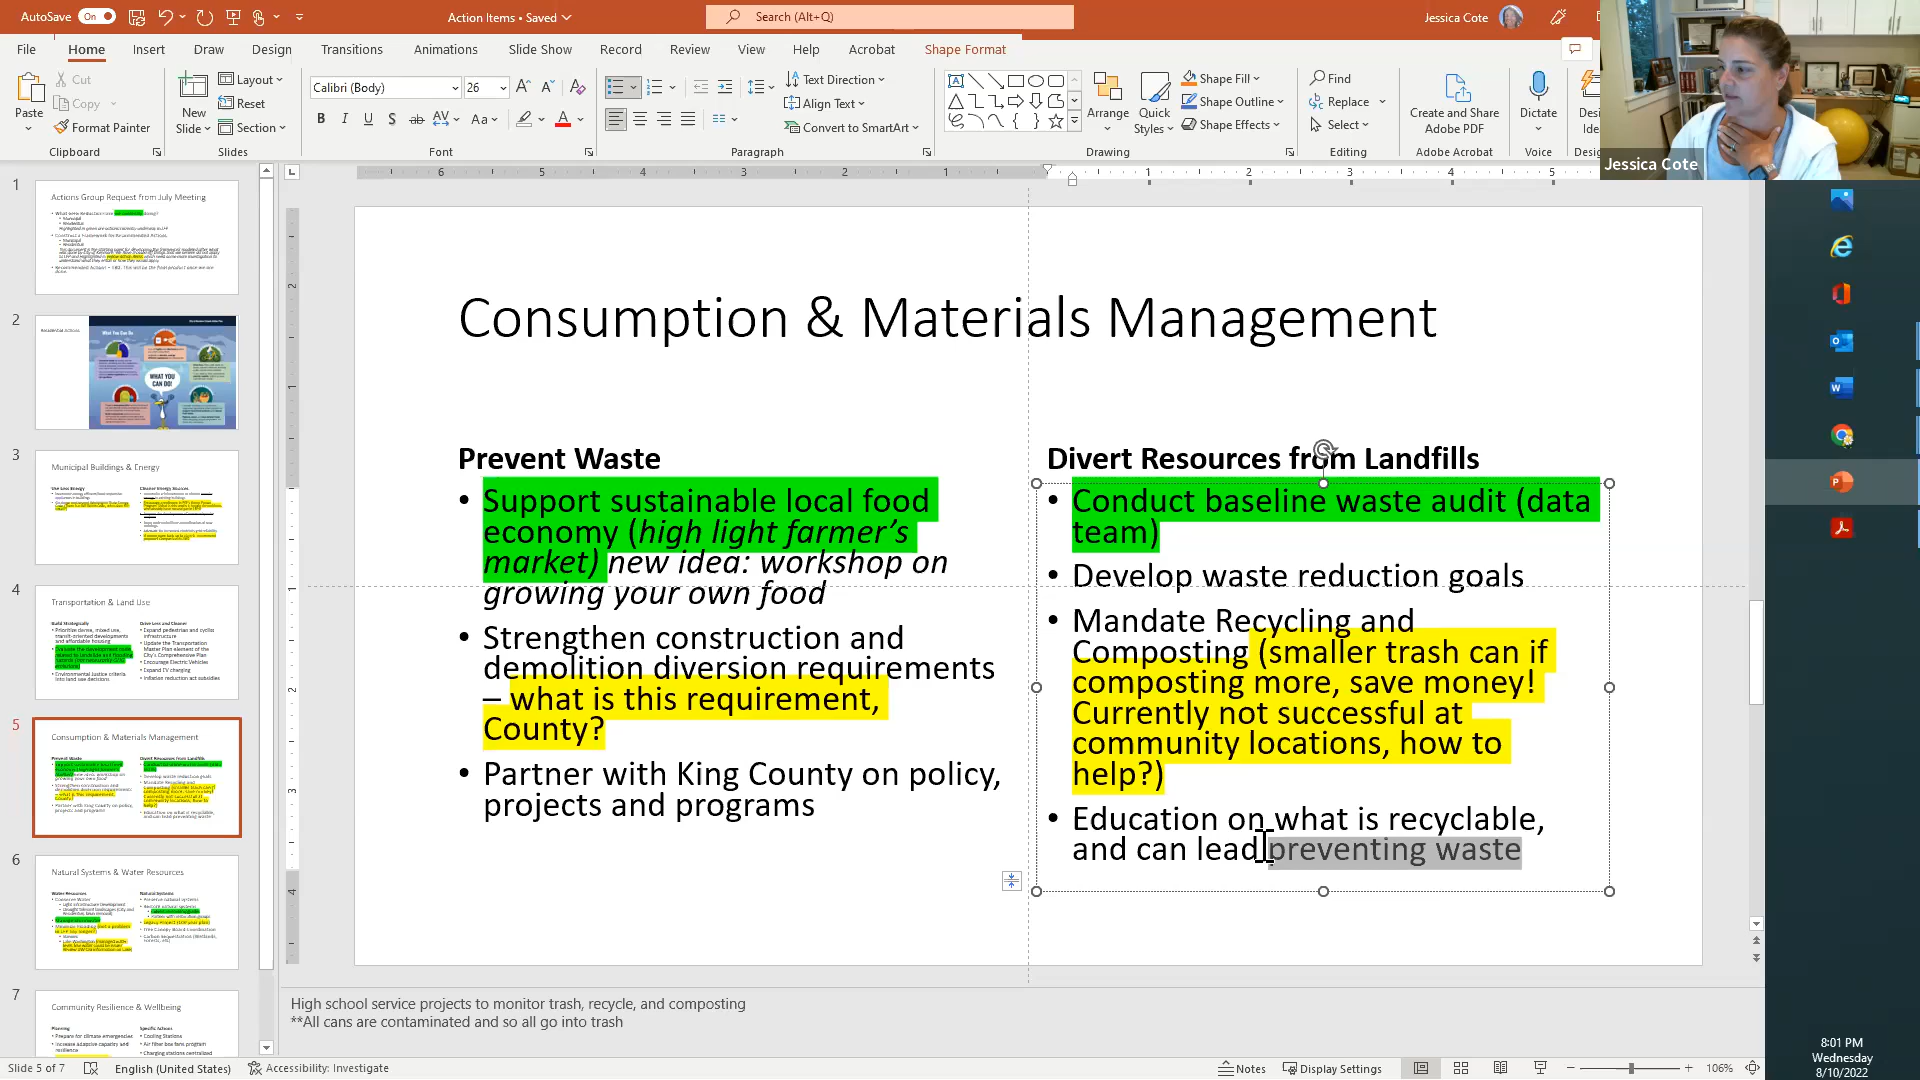 AutoSave On
Action Items • Saved
Search (Alt+Q)
Jessica Cote
File Home Insert Draw Design Transitions Animations Slide Show Record Review View Help Acrobat Shape Format
Paste
Cut
Copy
Format Painter
Clipboard
New Slide
Layout
Reset
Section
Slides
Calibri (Body) 26
Font
Text Direction
Align Text
Convert to SmartArt
Paragraph
Arrange
Quick Styles
Shape Fill
Shape Outline
Shape Effects
Drawing
Find
Replace
Select
Editing
Create and Share
Adobe PDF
Adobe Acrobat
Dictate
Voice
Jessica Cote
1
Actions Group Request from July Meeting
2
WHAT YOU CAN DO!
3
Municipal Buildings & Energy
4
Transportation & Land Use
5
Consumption & Materials Management
6
Natural Systems & Water Resources
7
Community Resilience & Wellbeing
Consumption & Materials Management
Prevent Waste
• Support sustainable local food
economy (high light farmer’s
market) new idea: workshop on
growing your own food
• Strengthen construction and
demolition diversion requirements
– what is this requirement,
County?
• Partner with King County on policy,
projects and programs
Divert Resources from Landfills
• Conduct baseline waste audit (data
team)
• Develop waste reduction goals
• Mandate Recycling and
Composting (smaller trash can if
composting more, save money!
Currently not successful at
community locations, how to
help?)
• Education on what is recyclable,
and can lead preventing waste
High school service projects to monitor trash, recycle, and composting
**All cans are contaminated and so all go into trash
Slide 5 of 7
English (United States)
Accessibility: Investigate
Notes
Display Settings
106%
8:01 PM
Wednesday
8/10/2022